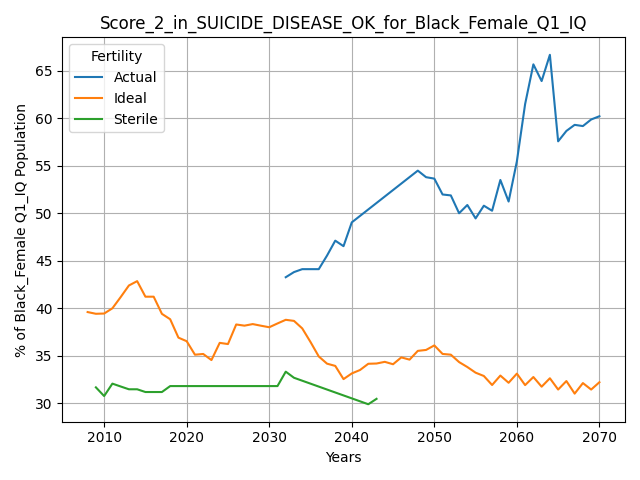 Score_2_in_SUICIDE_DISEASE_OK_for_Black_Female_Q1_IQ
Fertility
Actual
Ideal
Sterile
% of Black_Female Q1_IQ Population
65
60
55
50
45
40
35
30
2010
2020
2030
2040
2050
2060
2070
Years